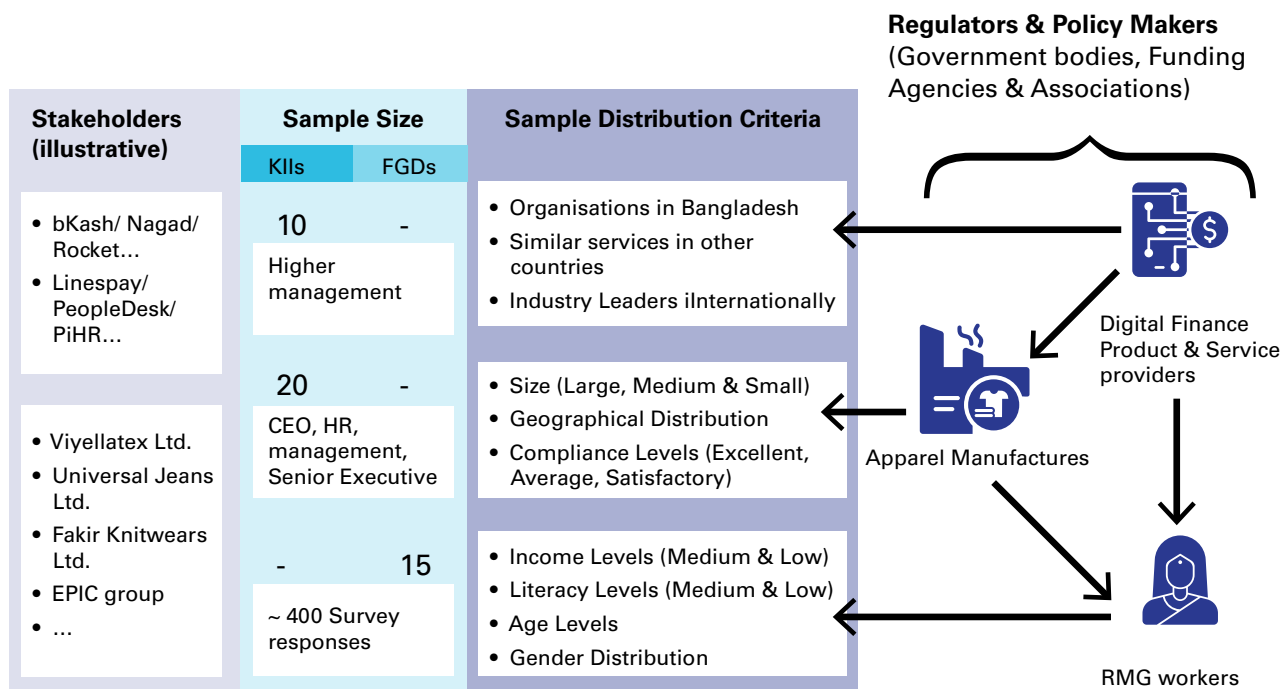 Regulators & Policy Makers
(Government bodies, Funding
Agencies & Associations)
Stakeholders
(illustrative)
Sample Size
Sample Distribution Criteria
KIIs
FGDs
• bKash/ Nagad/
Rocket...
• Linespay/
PeopleDesk/
PiHR...
10
-
Higher
management
• Organisations in Bangladesh
• Similar services in other
countries
• Industry Leaders iInternationally
$
Digital Finance
Product & Service
providers
• Viyellatex Ltd.
• Universal Jeans
Ltd.
• Fakir Knitwears
Ltd.
• EPIC group
• ...
20
-
CEO, HR,
management,
Senior Executive
• Size (Large, Medium & Small)
• Geographical Distribution
• Compliance Levels (Excellent,
Average, Satisfactory)
Apparel Manufactures
-
15
~ 400 Survey
responses
• Income Levels (Medium & Low)
• Literacy Levels (Medium & Low)
• Age Levels
• Gender Distribution
RMG workers